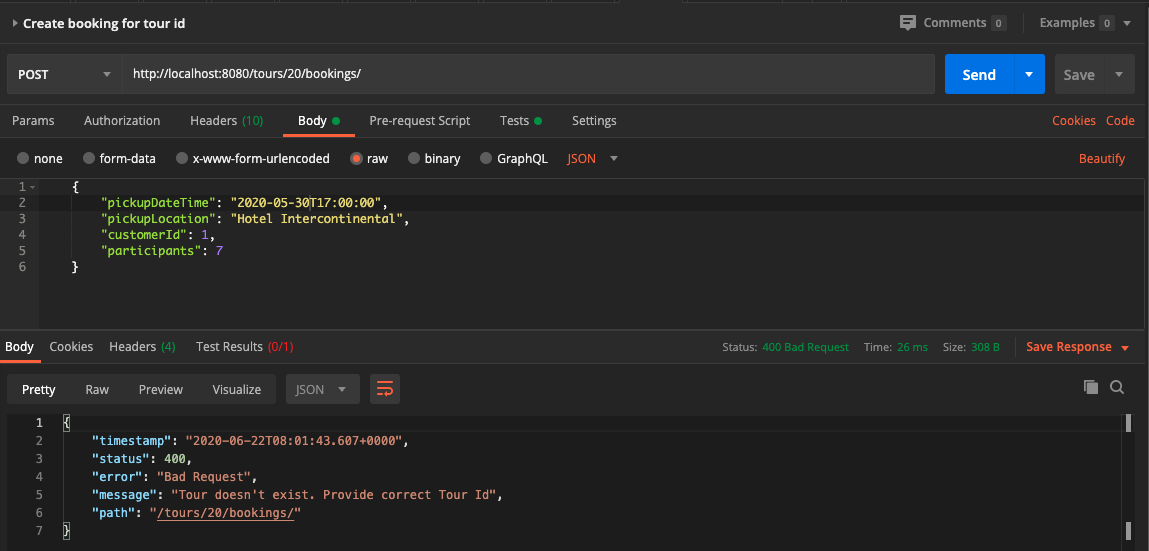 Create booking for tour id
Comments 0 Examples 0
POST http://localhost:8080/tours/20/bookings/ Send Save
Params Authorization Headers (10) Body Pre-request Script Tests Settings Cookies Code
none form-data x-www-form-urlencoded raw binary GraphQL JSON Beautify
1 {
2 "pickupDateTime": "2020-05-30T17:00:00",
3 "pickupLocation": "Hotel Intercontinental",
4 "customerId": 1,
5 "participants": 7
6 }
Body Cookies Headers (4) Test Results (0/1) Status: 400 Bad Request Time: 26 ms Size: 308 B Save Response
Pretty Raw Preview Visualize JSON
1 {
2 "timestamp": "2020-06-22T08:01:43.607+0000",
3 "status": 400,
4 "error": "Bad Request",
5 "message": "Tour doesn't exist. Provide correct Tour Id",
6 "path": "/tours/20/bookings/"
7 }